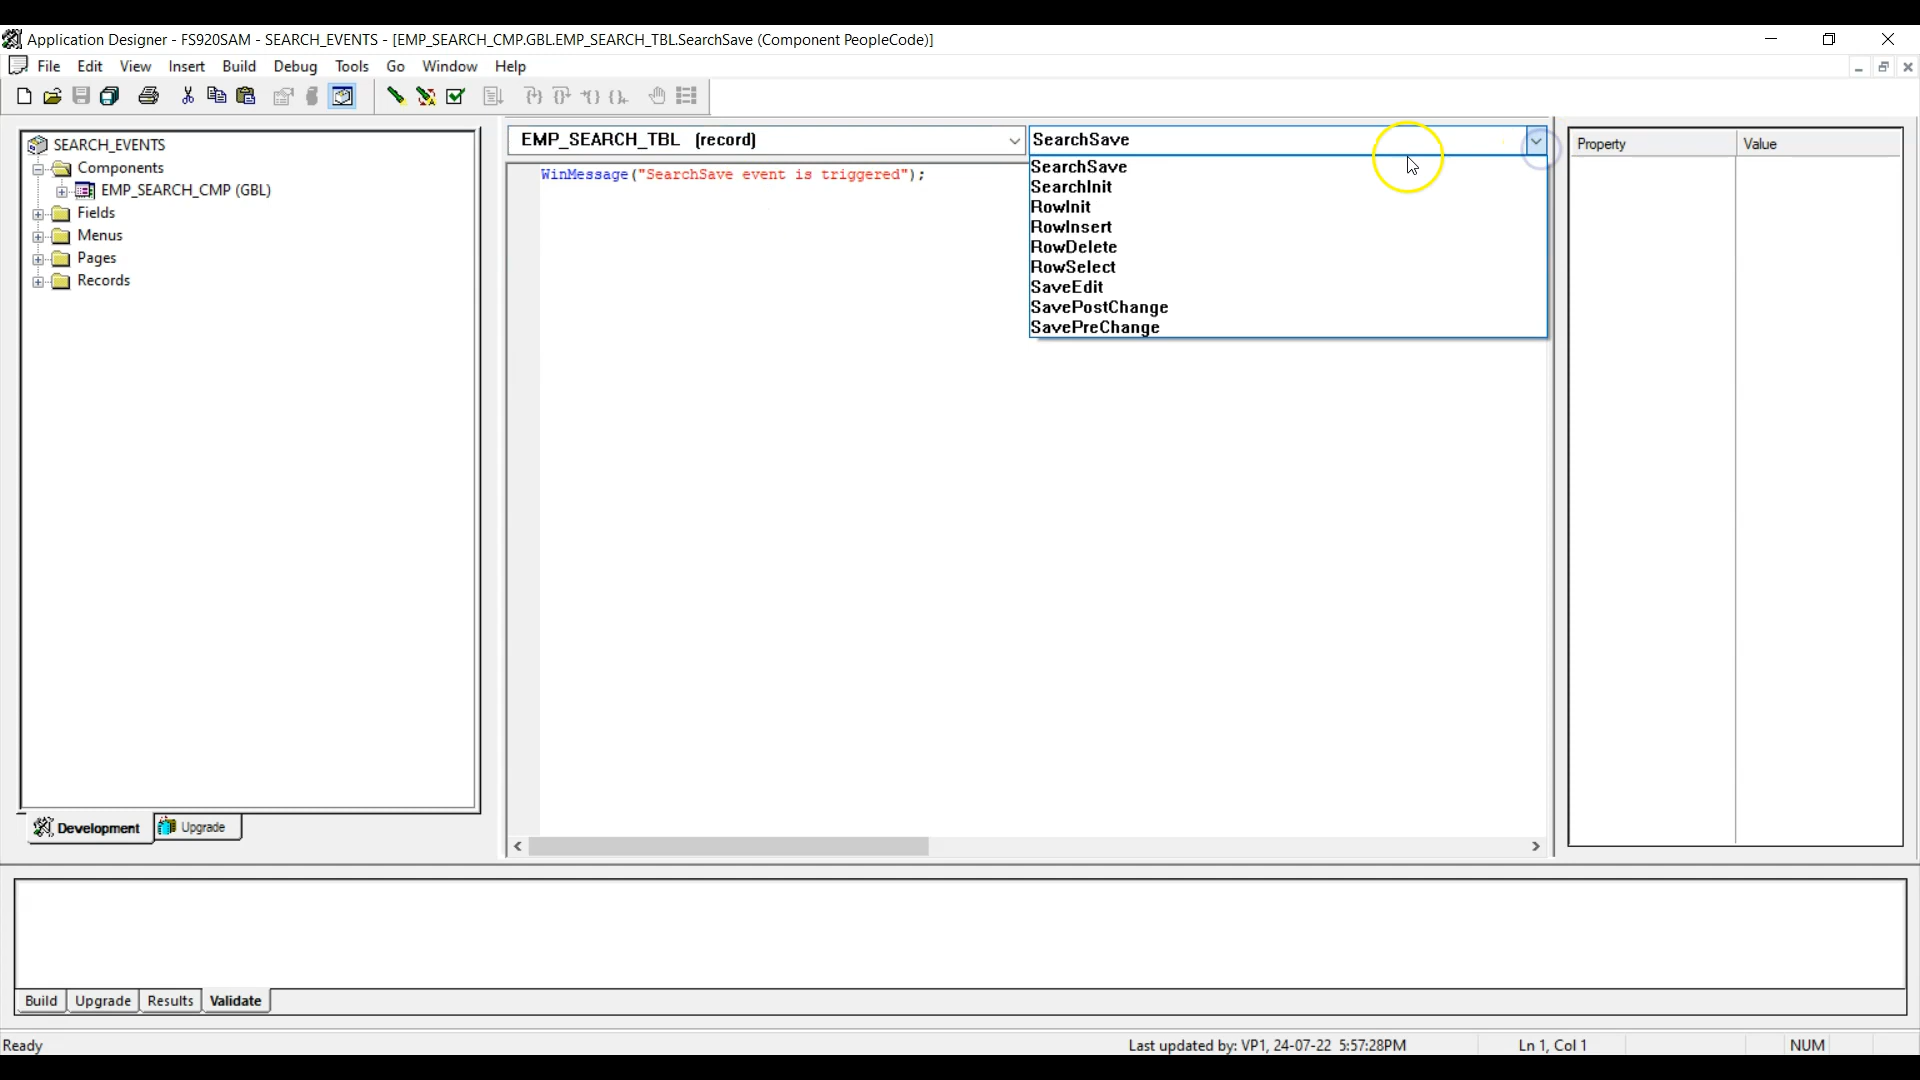 Application Designer - FS920SAM - SEARCH_EVENTS - [EMP_SEARCH_CMP.GBL.EMP_SEARCH_TBL.SearchSave (Component PeopleCode)]
File Edit View Insert Build Debug Tools Go Window Help
SEARCH_EVENTS
Components
EMP_SEARCH_CMP (GBL)
Fields
Menus
Pages
Records
Development
Upgrade
EMP_SEARCH_TBL (record)
SearchSave
WinMessage("SearchSave event is triggered");
SearchSave
SearchInit
RowInit
RowInsert
RowDelete
RowSelect
SaveEdit
SavePostChange
SavePreChange
Property Value
Build Upgrade Results Validate
Ready
Last updated by: VP1, 24-07-22 5:57:28PM
Ln 1, Col 1
NUM